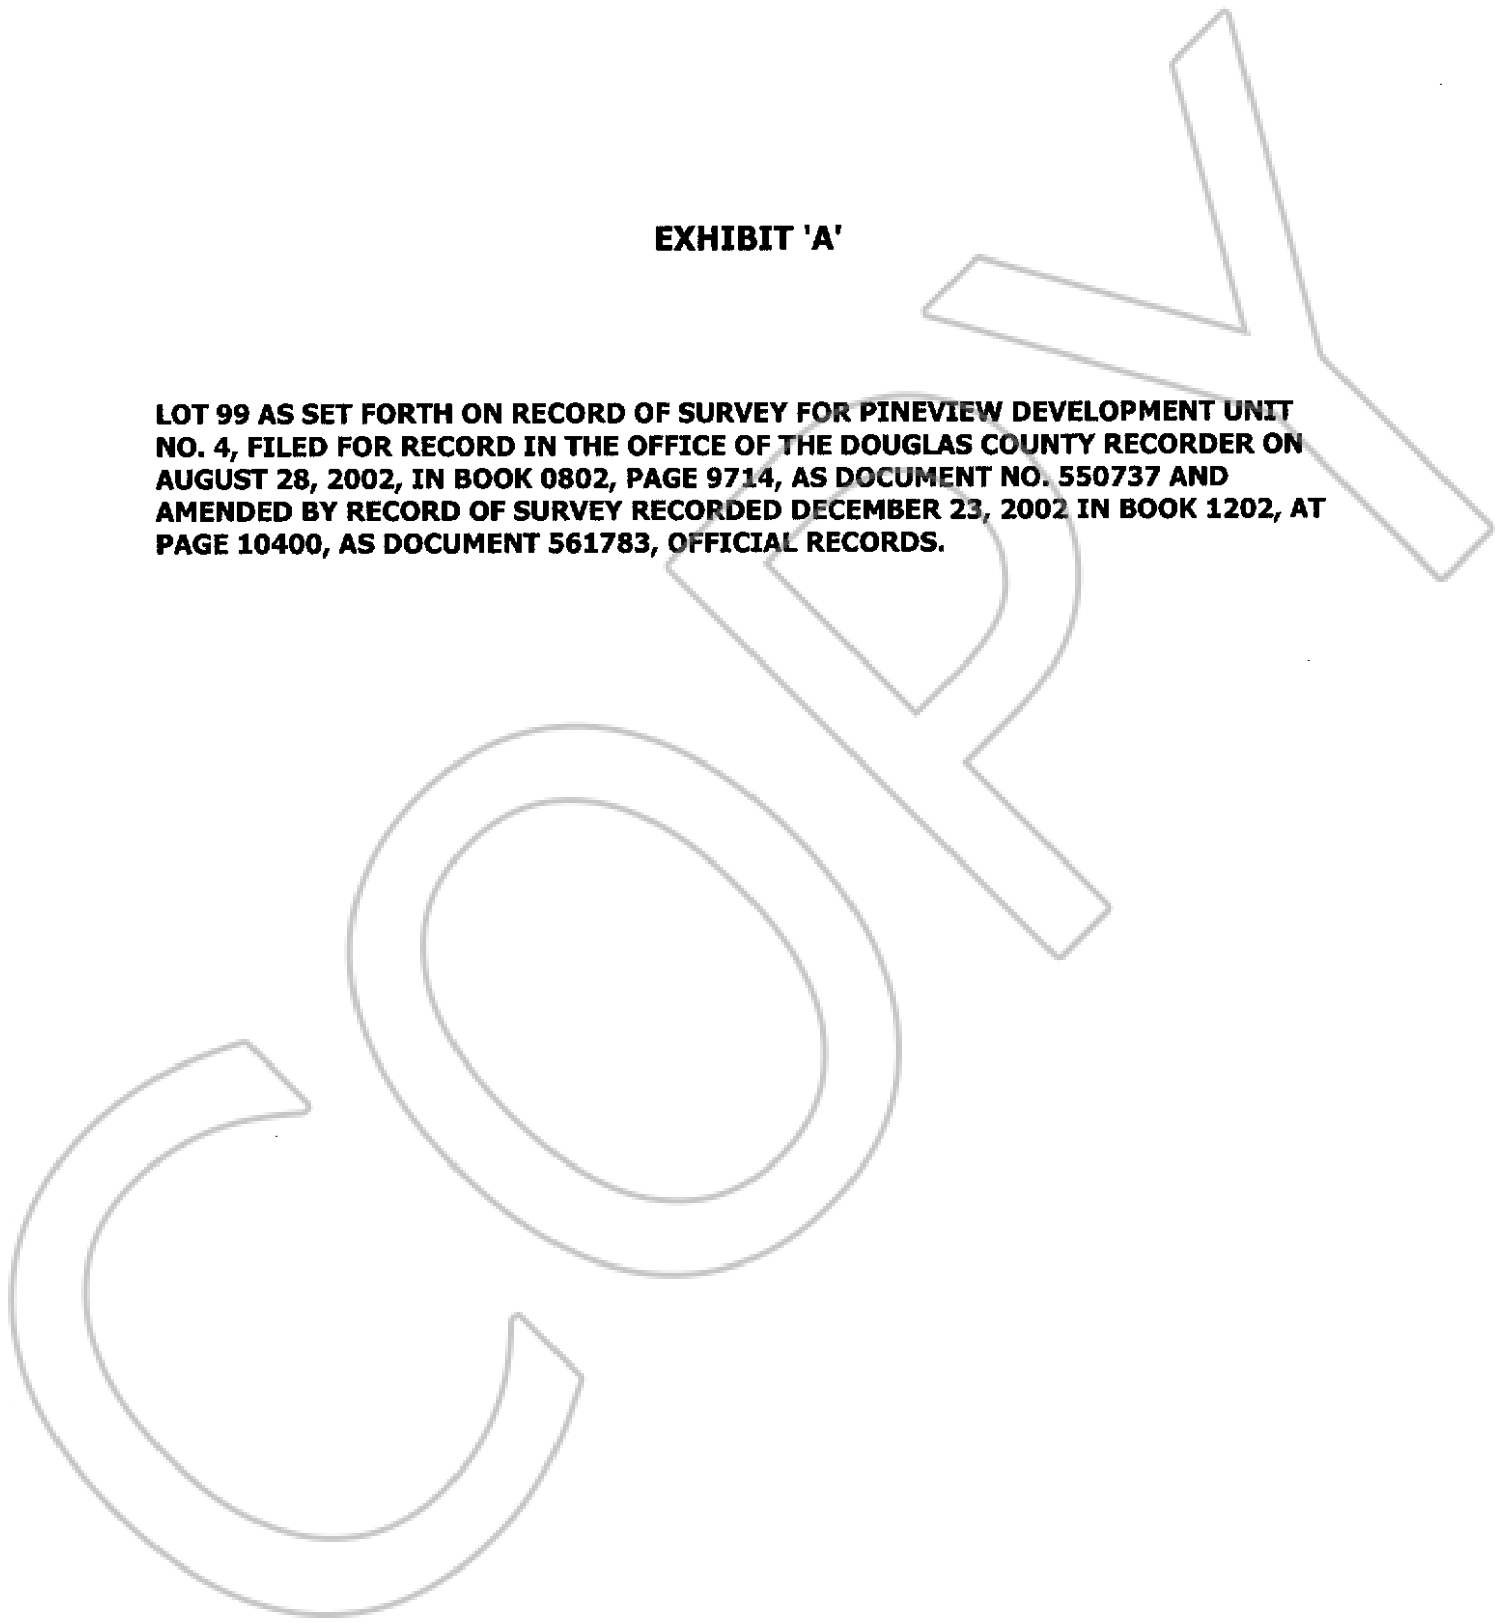 EXHIBIT 'A'
LOT 99 AS SET FORTH ON RECORD OF SURVEY FOR PINEVIEW DEVELOPMENT UNIT
NO. 4, FILED FOR RECORD IN THE OFFICE OF THE DOUGLAS COUNTY RECORDER ON
AUGUST 28, 2002, IN BOOK 0802, PAGE 9714, AS DOCUMENT NO. 550737 AND
AMENDED BY RECORD OF SURVEY RECORDED DECEMBER 23, 2002 IN BOOK 1202, AT
PAGE 10400, AS DOCUMENT 561783, OFFICIAL RECORDS.
COPY